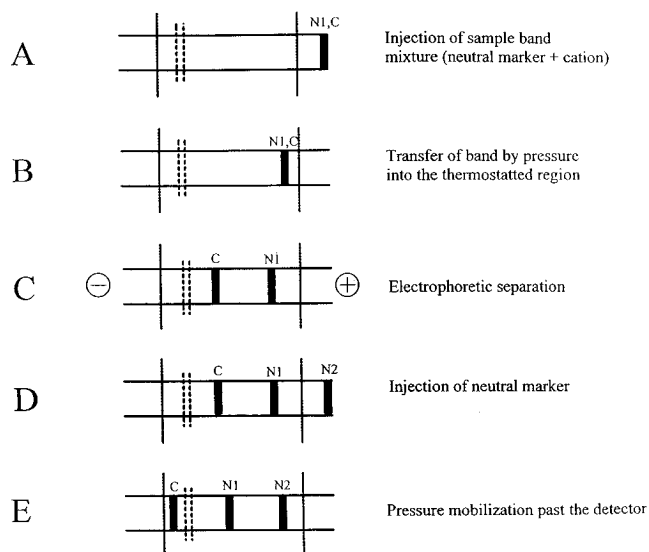 A
N1,C
Injection of sample band
mixture (neutral marker + cation)
B
N1,C
Transfer of band by pressure
into the thermostatted region
C
−
C
N1
+
Electrophoretic separation
D
C
N1
N2
Injection of neutral marker
E
C
N1
N2
Pressure mobilization past the detector